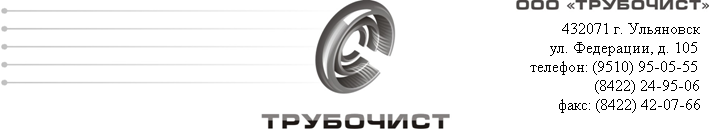 ООО «ТРУБОЧИСТ»
432071 г. Ульяновск
ул. Федерации, д. 105
телефон: (9510) 95-05-55
(8422) 24-95-06
факс: (8422) 42-07-66
ТРУБОЧИСТ